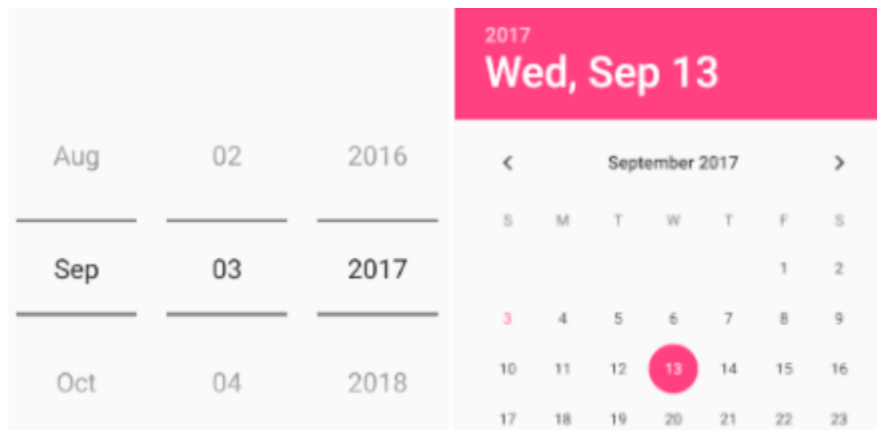 Aug 02 2016
Sep 03 2017
Oct 04 2018
2017
Wed, Sep 13
September 2017
S M T W T F S
1 2
3 4 5 6 7 8 9
10 11 12 13 14 15 16
17 18 19 20 21 22 23